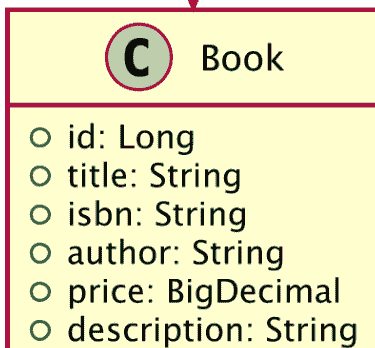 C Book
id: Long
title: String
isbn: String
author: String
price: BigDecimal
description: String